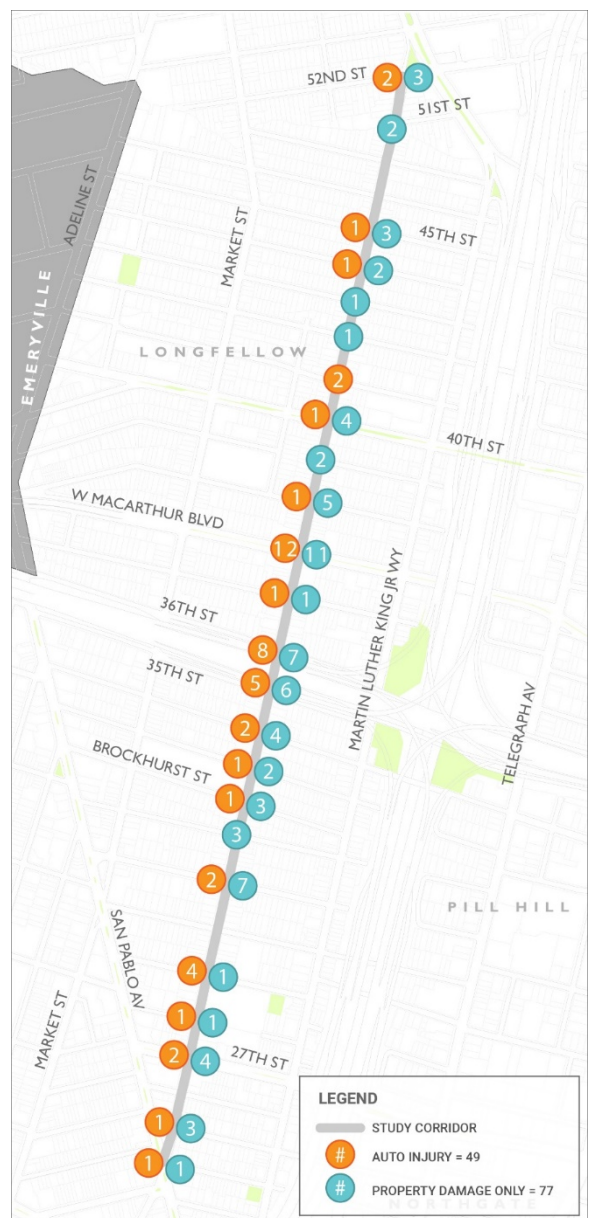 52ND ST
2
3
51ST ST
2
ADELINE ST
MARKET ST
1
3
45TH ST
1
2
EMERYVILLE
1
1
LONGFELLOW
2
1
4
40TH ST
2
1
5
W MACARTHUR BLVD
12
11
1
1
36TH ST
MARTIN LUTHER KING JR WY
8
7
35TH ST
5
6
TELEGRAPH AV
2
4
BROCKHURST ST
1
2
1
3
3
2
7
PILL HILL
SAN PABLO AV
4
1
MARKET ST
1
1
2
4
27TH ST
1
3
1
1
LEGEND
STUDY CORRIDOR
# AUTO INJURY = 49
# PROPERTY DAMAGE ONLY = 77
NORTHGATE